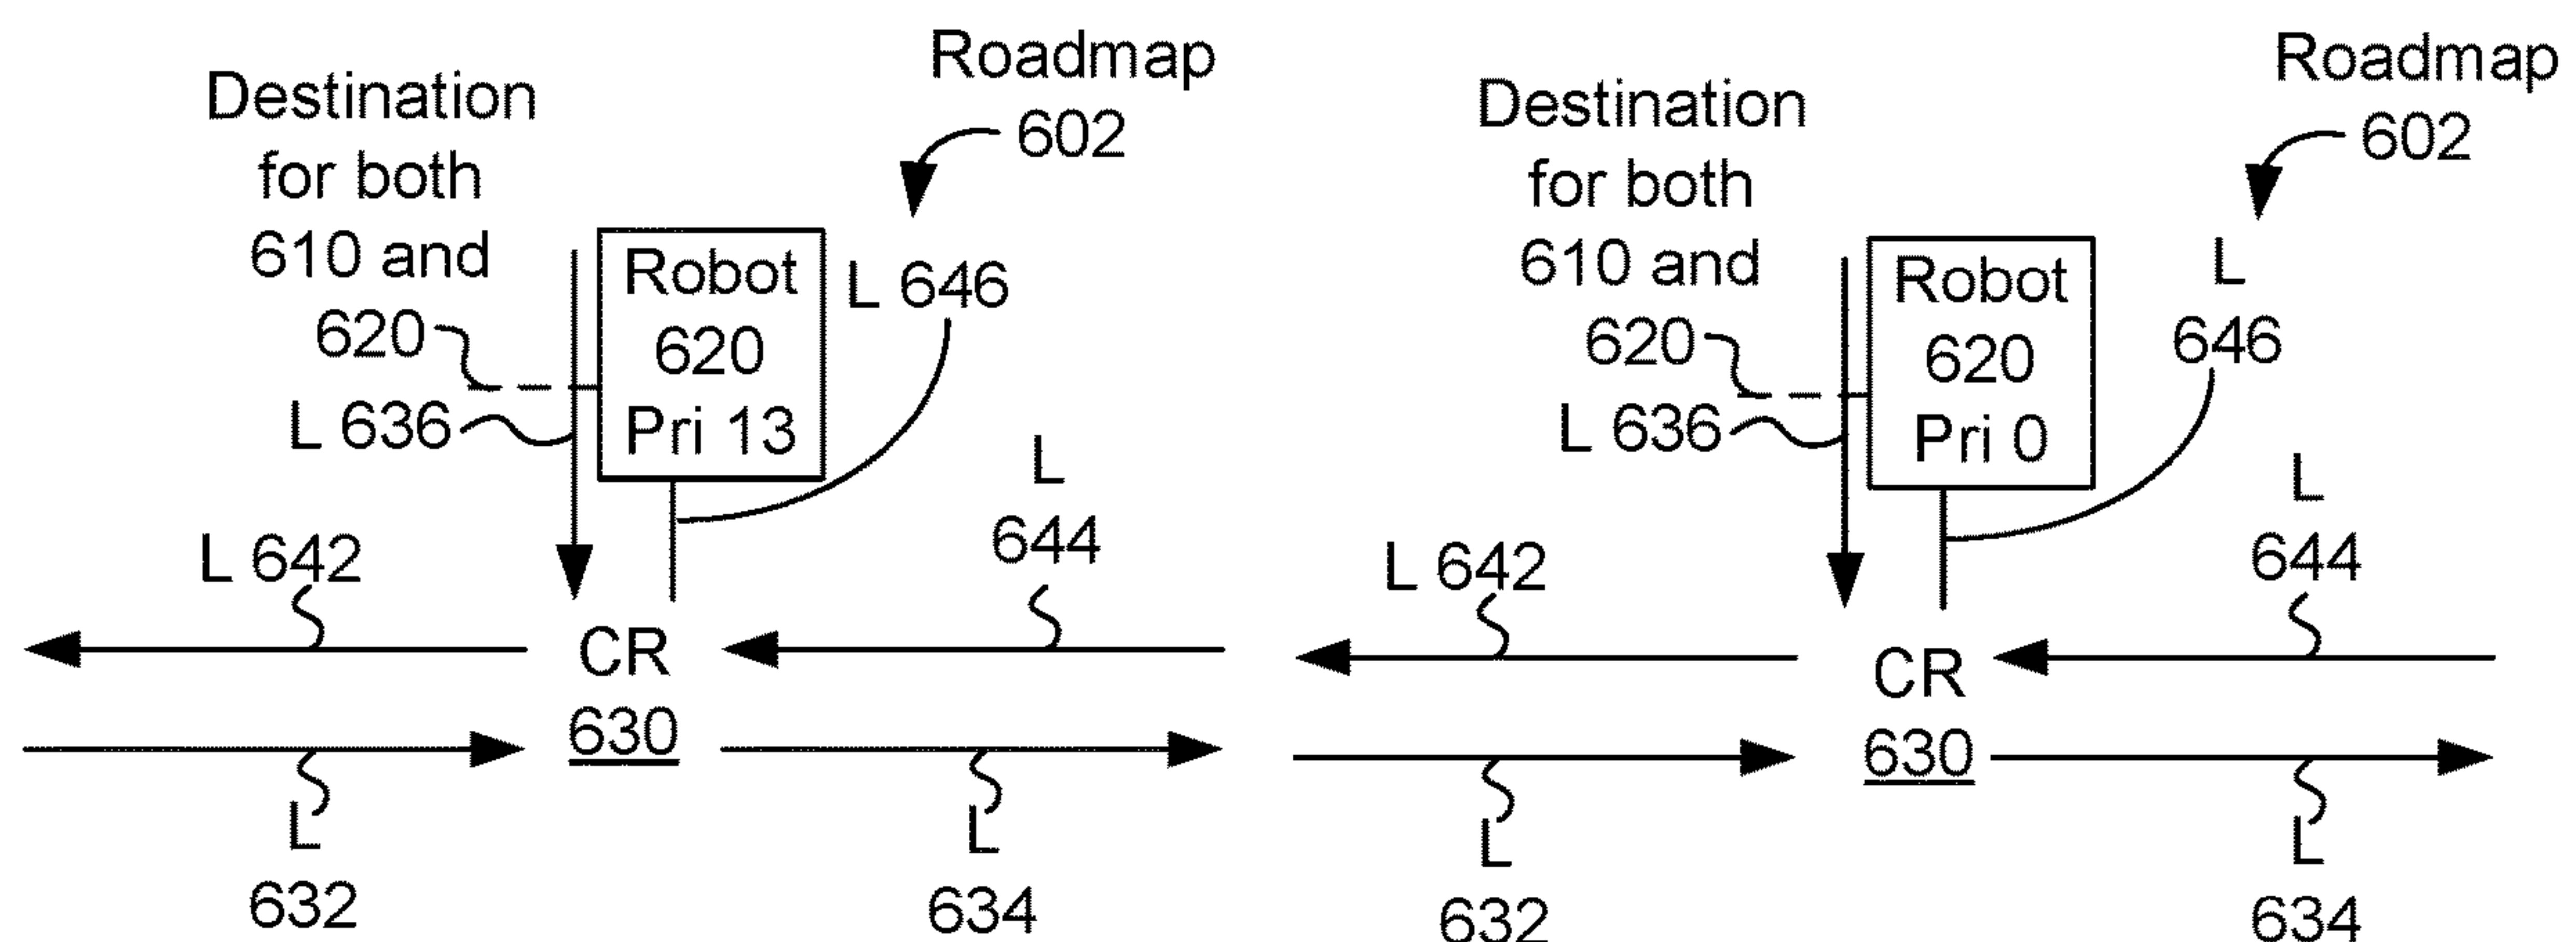 Roadmap
602
Destination
for both
610 and
620
Robot
620
Pri 13
L 646
L 636
L
644
L 642
CR
630
L
632
L
634
Roadmap
602
Destination
for both
610 and
620
Robot
620
Pri 0
L
646
L 636
L
644
L 642
CR
630
L
632
L
634